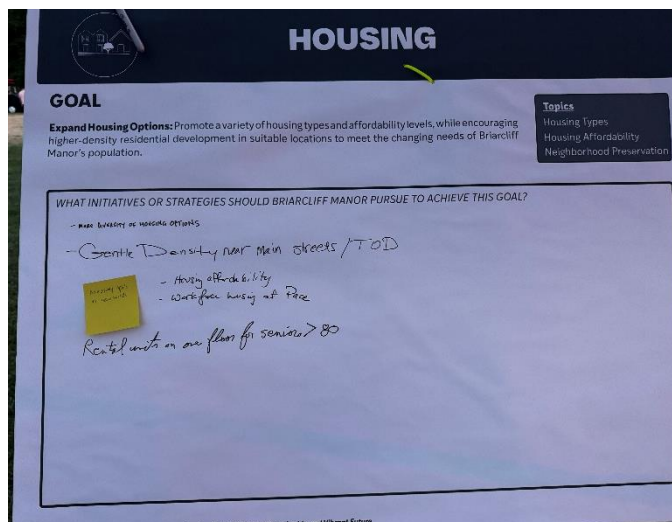 HOUSING
GOAL
Expand Housing Options: Promote a variety of housing types and affordability levels, while encouraging
higher-density residential development in suitable locations to meet the changing needs of Briarcliff
Manor's population.
Topics
Housing Types
Housing Affordability
Neighborhood Preservation
WHAT INITIATIVES OR STRATEGIES SHOULD BRIARCLIFF MANOR PURSUE TO ACHIEVE THIS GOAL?
- MORE DIVERSITY OF HOUSING OPTIONS
- Gentle Density near Main Streets / TOD
- Housing affordability
- Workforce housing at Pace
Rental units on one floor for seniors > 80
Vibrant Future